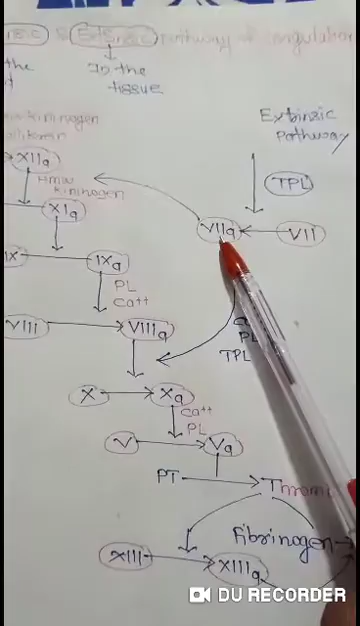 & Extrinsic pathway of coagulation
the In the
tissue
Extinsic
Pathway
kininogen
XIIa
HMW
kininogen
TPL
XIa
VIIa VII
IX IXa
PL
Ca++
VIII VIIIa
PL
TPL
X Xa
Ca++
PL
V Va
PT Throm
Fibrinogen
XIII XIIIa
DU RECORDER